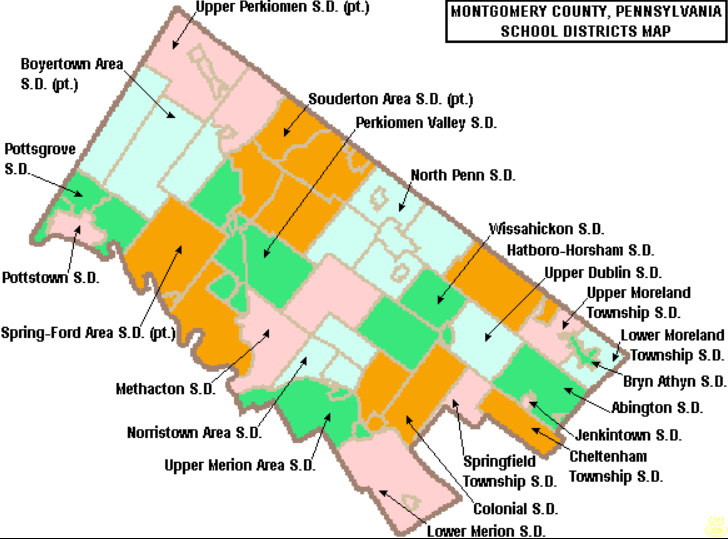 Upper Perkiomen S.D. (pt.)
MONTGOMERY COUNTY, PENNSYLVANIA
SCHOOL DISTRICTS MAP
Boyertown Area
S.D. (pt.)
Souderton Area S.D. (pt.)
Perkiomen Valley S.D.
Pottsgrove
S.D.
North Penn S.D.
Wissahickon S.D.
Hatboro-Horsham S.D.
Upper Dublin S.D.
Pottstown S.D.
Upper Moreland
Township S.D.
Spring-Ford Area S.D. (pt.)
Lower Moreland
Township S.D.
Bryn Athyn S.D.
Methacton S.D.
Abington S.D.
Norristown Area S.D.
Jenkintown S.D.
Upper Merion Area S.D.
Springfield
Township S.D.
Cheltenham
Township S.D.
Colonial S.D.
Lower Merion S.D.